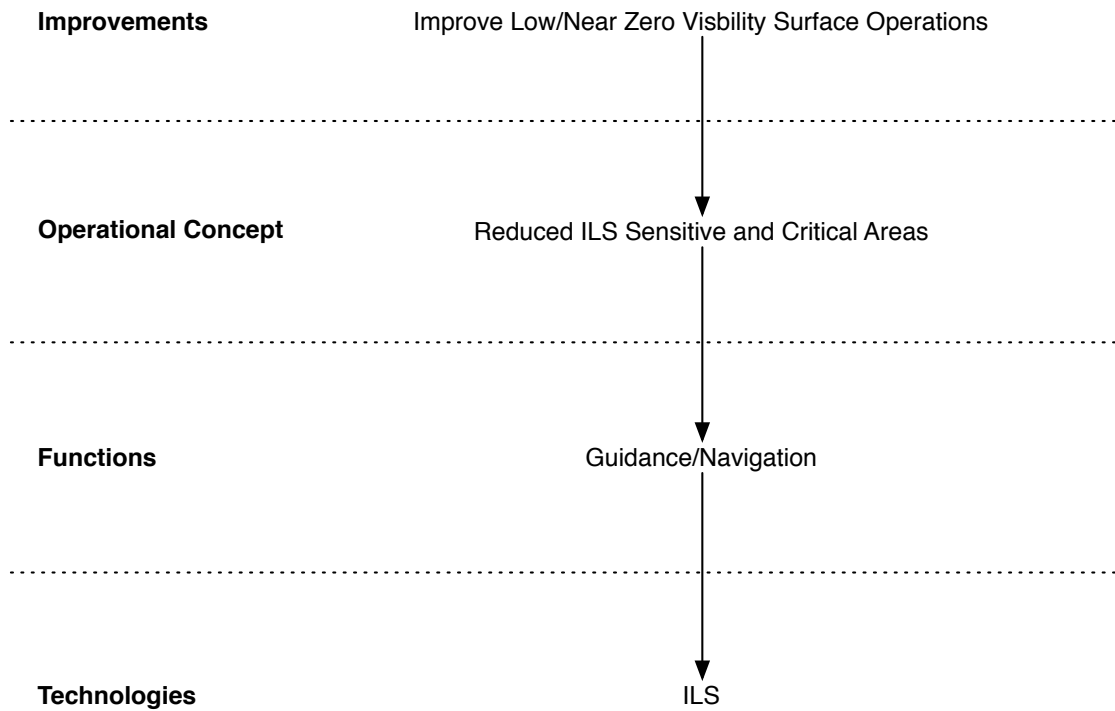 Improvements
Improve Low/Near Zero Visbility Surface Operations
Operational Concept
Reduced ILS Sensitive and Critical Areas
Functions
Guidance/Navigation
Technologies
ILS